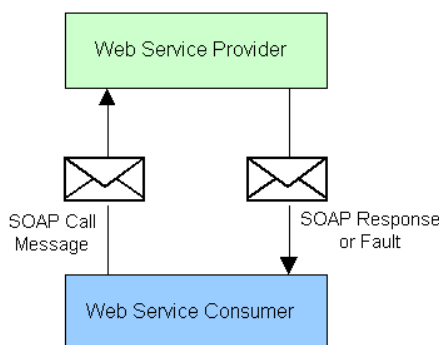 Web Service Provider
SOAP Call
Message
SOAP Response
or Fault
Web Service Consumer